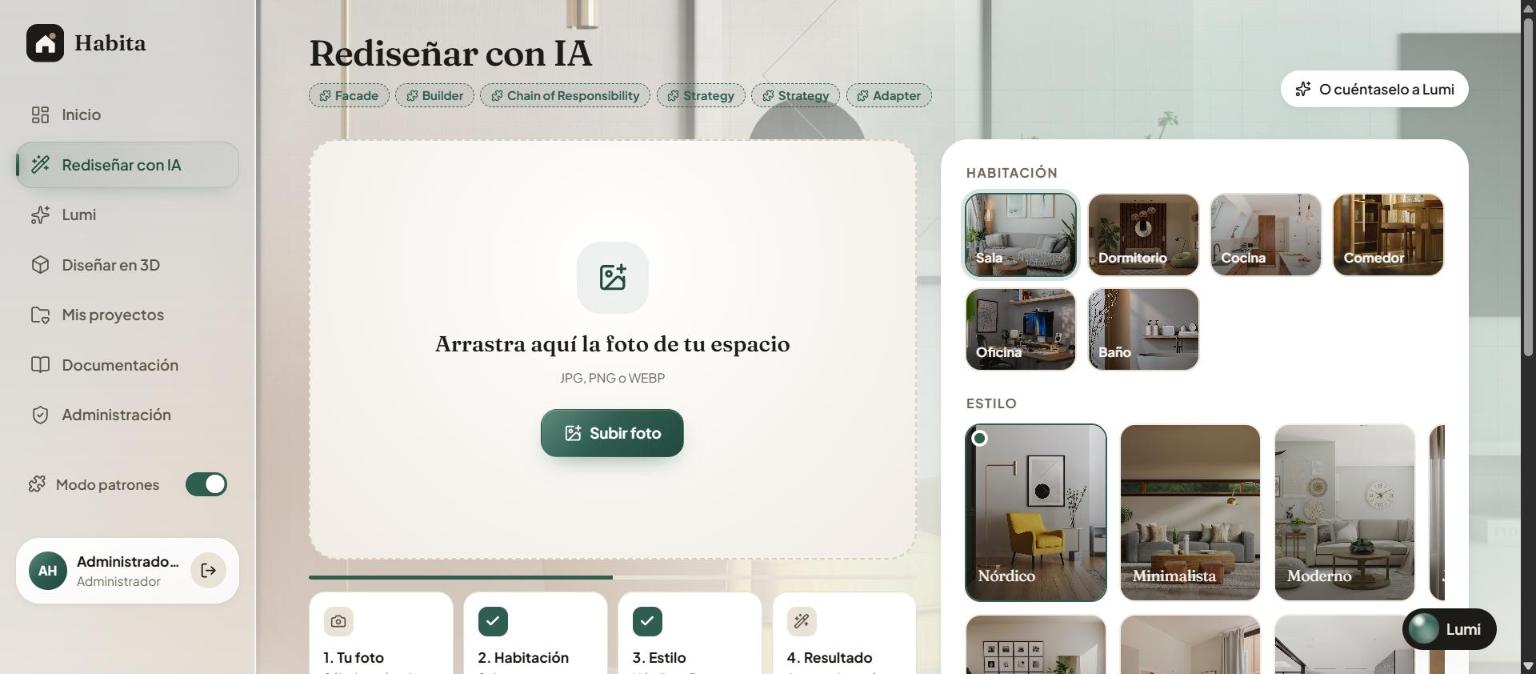 Habita
Inicio
Rediseñar con IA
Lumi
Diseñar en 3D
Mis proyectos
Documentación
Administración
Modo patrones
AH
Administrado...
Administrador
Rediseñar con IA
Facade
Builder
Chain of Responsibility
Strategy
Strategy
Adapter
O cuéntaselo a Lumi
Arrastra aquí la foto de tu espacio
JPG, PNG o WEBP
Subir foto
1. Tu foto
2. Habitación
3. Estilo
4. Resultado
HABITACIÓN
Sala
Dormitorio
Cocina
Comedor
Oficina
Baño
ESTILO
Nórdico
Minimalista
Moderno
Lumi